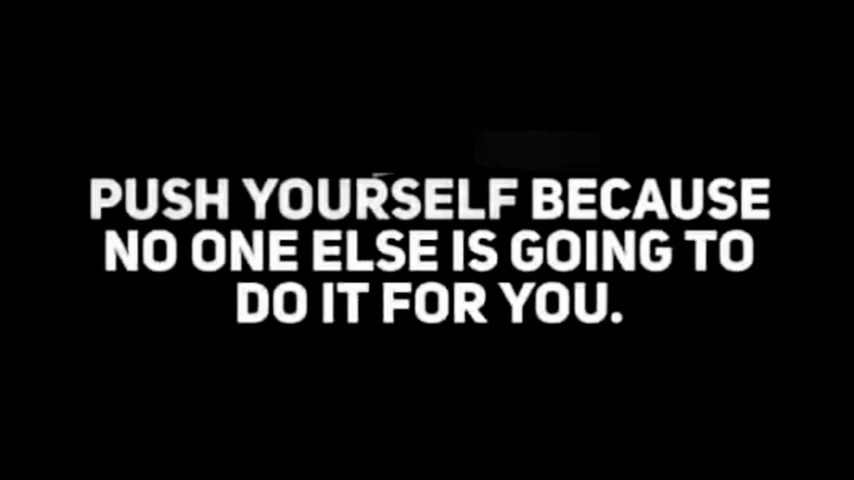 PUSH YOURSELF BECAUSE
NO ONE ELSE IS GOING TO
DO IT FOR YOU.